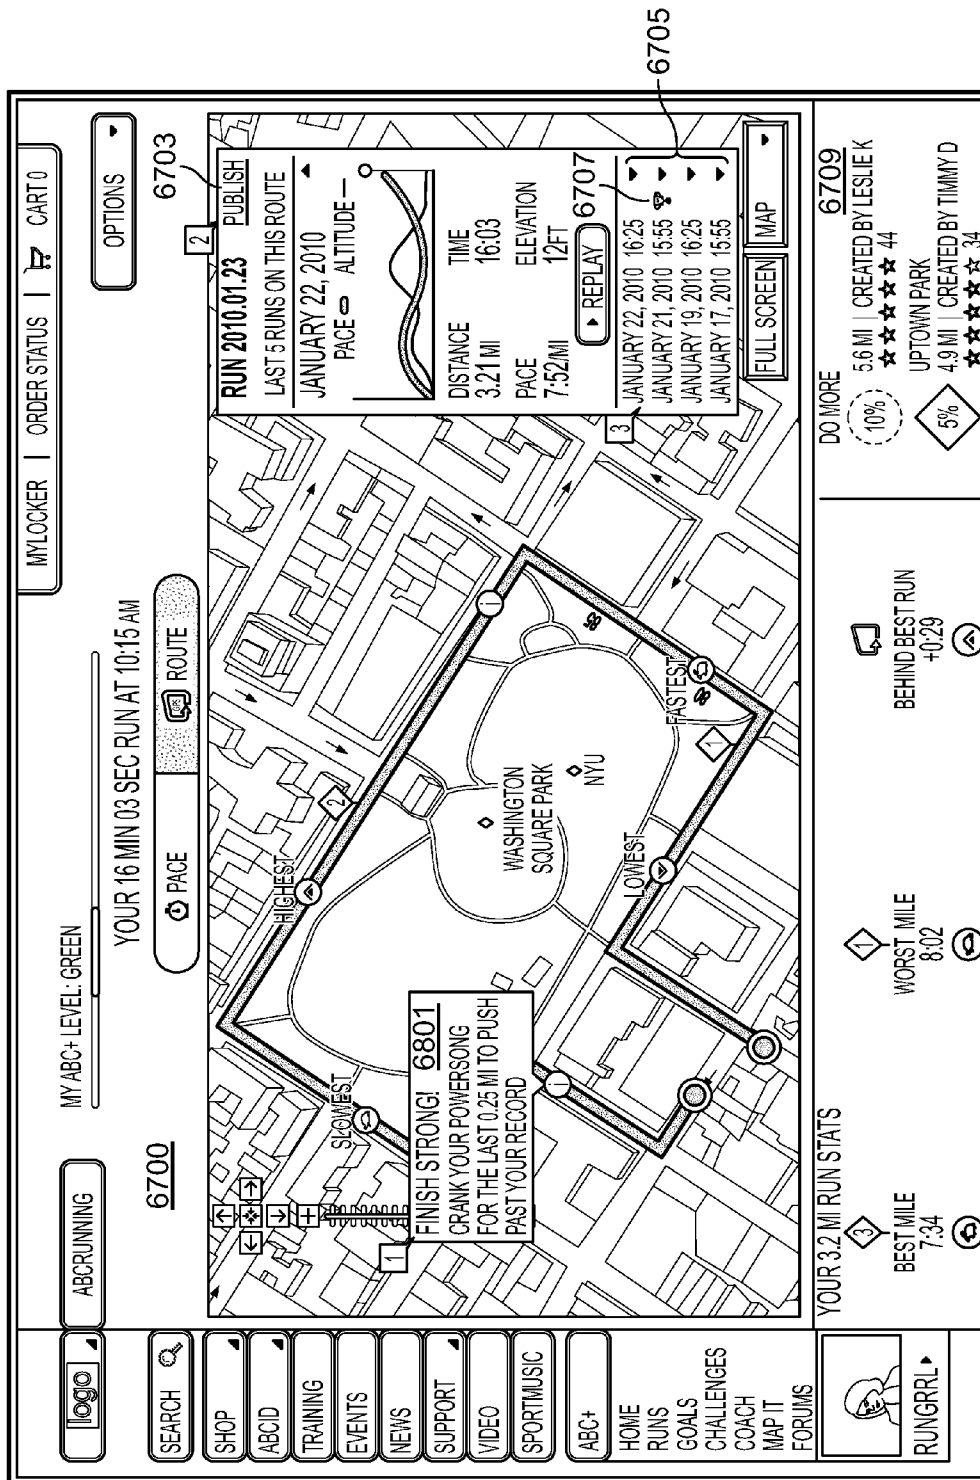 logo
ABCRUNNING
MY ABC+ LEVEL: GREEN
MYLOCKER | ORDER STATUS | CART 0
SEARCH
SHOP
ABCID
TRAINING
EVENTS
NEWS
SUPPORT
VIDEO
SPORTMUSIC
ABC+
HOME
RUNS
GOALS
CHALLENGES
COACH
MAP IT
FORUMS
RUNGRRL
6700
YOUR 16 MIN 03 SEC RUN AT 10:15 AM
PACE
GPS ROUTE
OPTIONS
6703
SLOWEST
HIGHEST
2
1
FINISH STRONG! 6801
CRANK YOUR POWERSONG
FOR THE LAST 0.25 MI TO PUSH
PAST YOUR RECORD
WASHINGTON
SQUARE PARK
NYU
LOWEST
FASTEST
1
2
RUN 2010.01.23 PUBLISH
LAST 5 RUNS ON THIS ROUTE
JANUARY 22, 2010
PACE ALTITUDE
DISTANCE TIME
3.21 MI 16:03
PACE ELEVATION
7:52/MI 12FT
REPLAY
6707
3
JANUARY 22, 2010 16:25
JANUARY 21, 2010 15:55
JANUARY 19, 2010 16:25
JANUARY 17, 2010 15:55
6705
FULL SCREEN
MAP
YOUR 3.2 MI RUN STATS
3
BEST MILE
7:34
1
WORST MILE
8:02
BEHIND BEST RUN
+0:29
DO MORE
6709
10%
5.6 MI | CREATED BY LESLIE K
44
UPTOWN PARK
5%
4.9 MI | CREATED BY TIMMY D
34